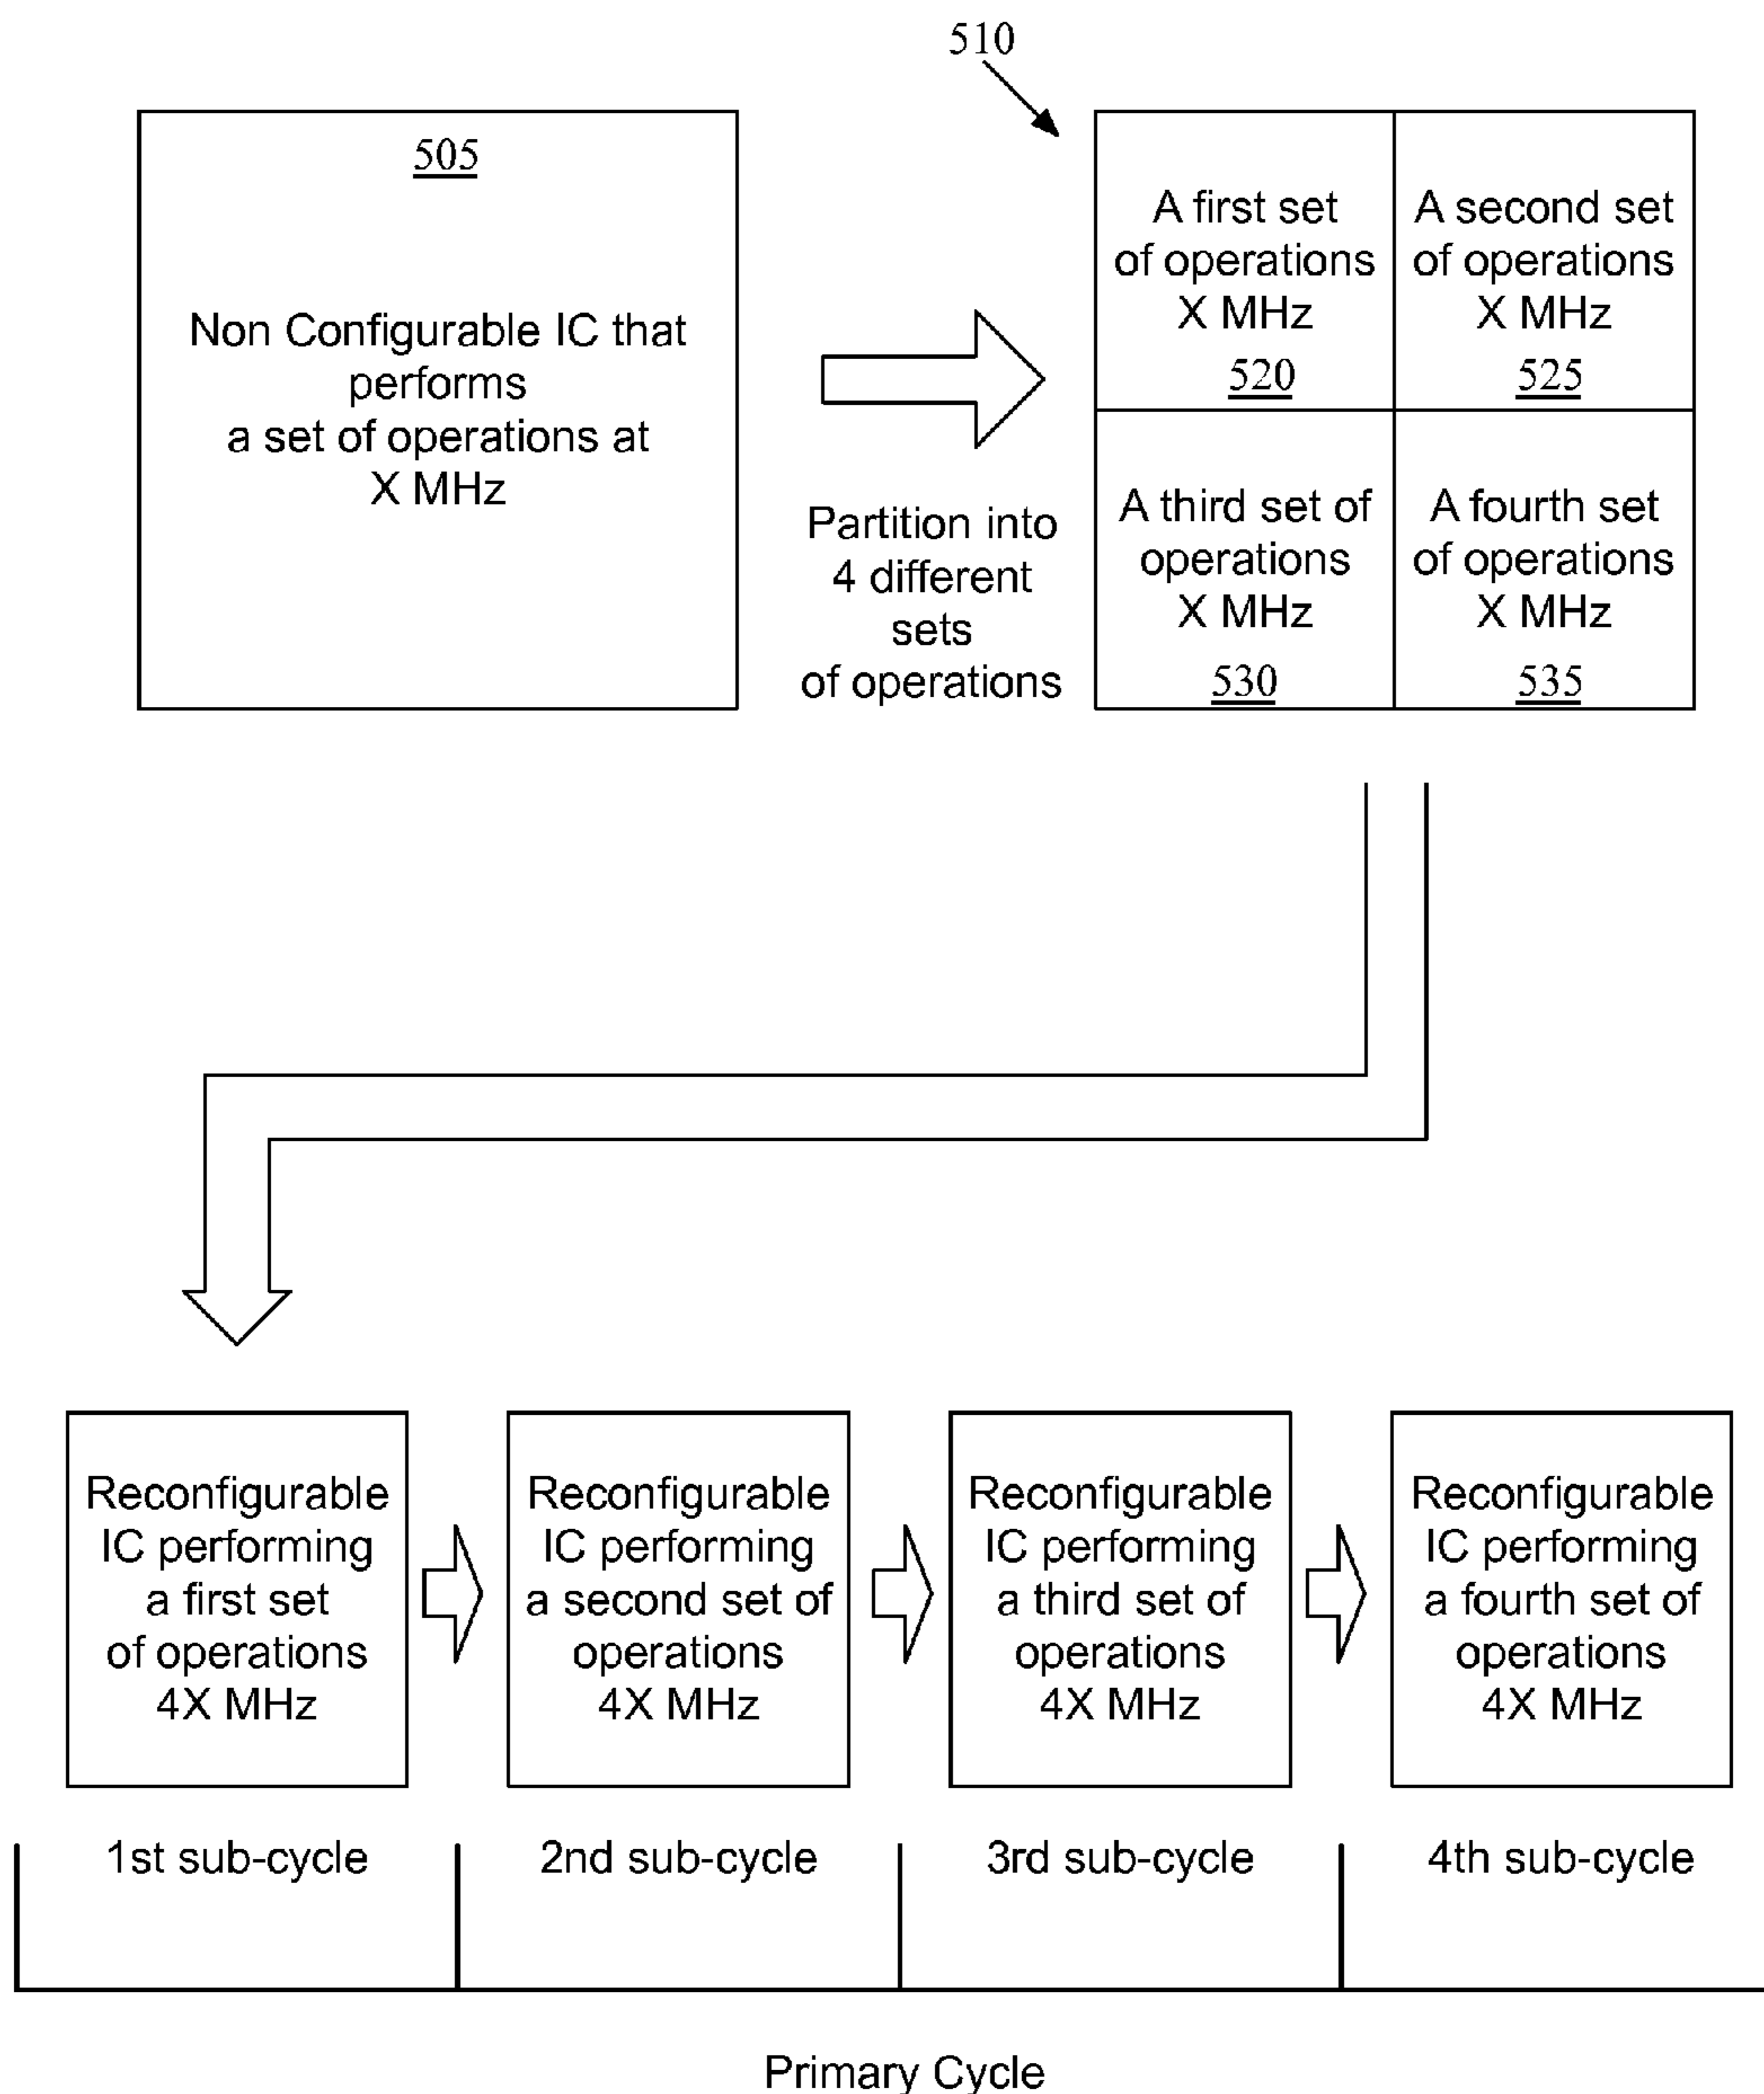 510
505
Non Configurable IC that
performs
a set of operations at
X MHz
Partition into
4 different
sets
of operations
A first set
of operations
X MHz
520
A second set
of operations
X MHz
525
A third set of
operations
X MHz
530
A fourth set
of operations
X MHz
535
Reconfigurable
IC performing
a first set
of operations
4X MHz
Reconfigurable
IC performing
a second set of
operations
4X MHz
Reconfigurable
IC performing
a third set of
operations
4X MHz
Reconfigurable
IC performing
a fourth set of
operations
4X MHz
1st sub-cycle
2nd sub-cycle
3rd sub-cycle
4th sub-cycle
Primary Cycle